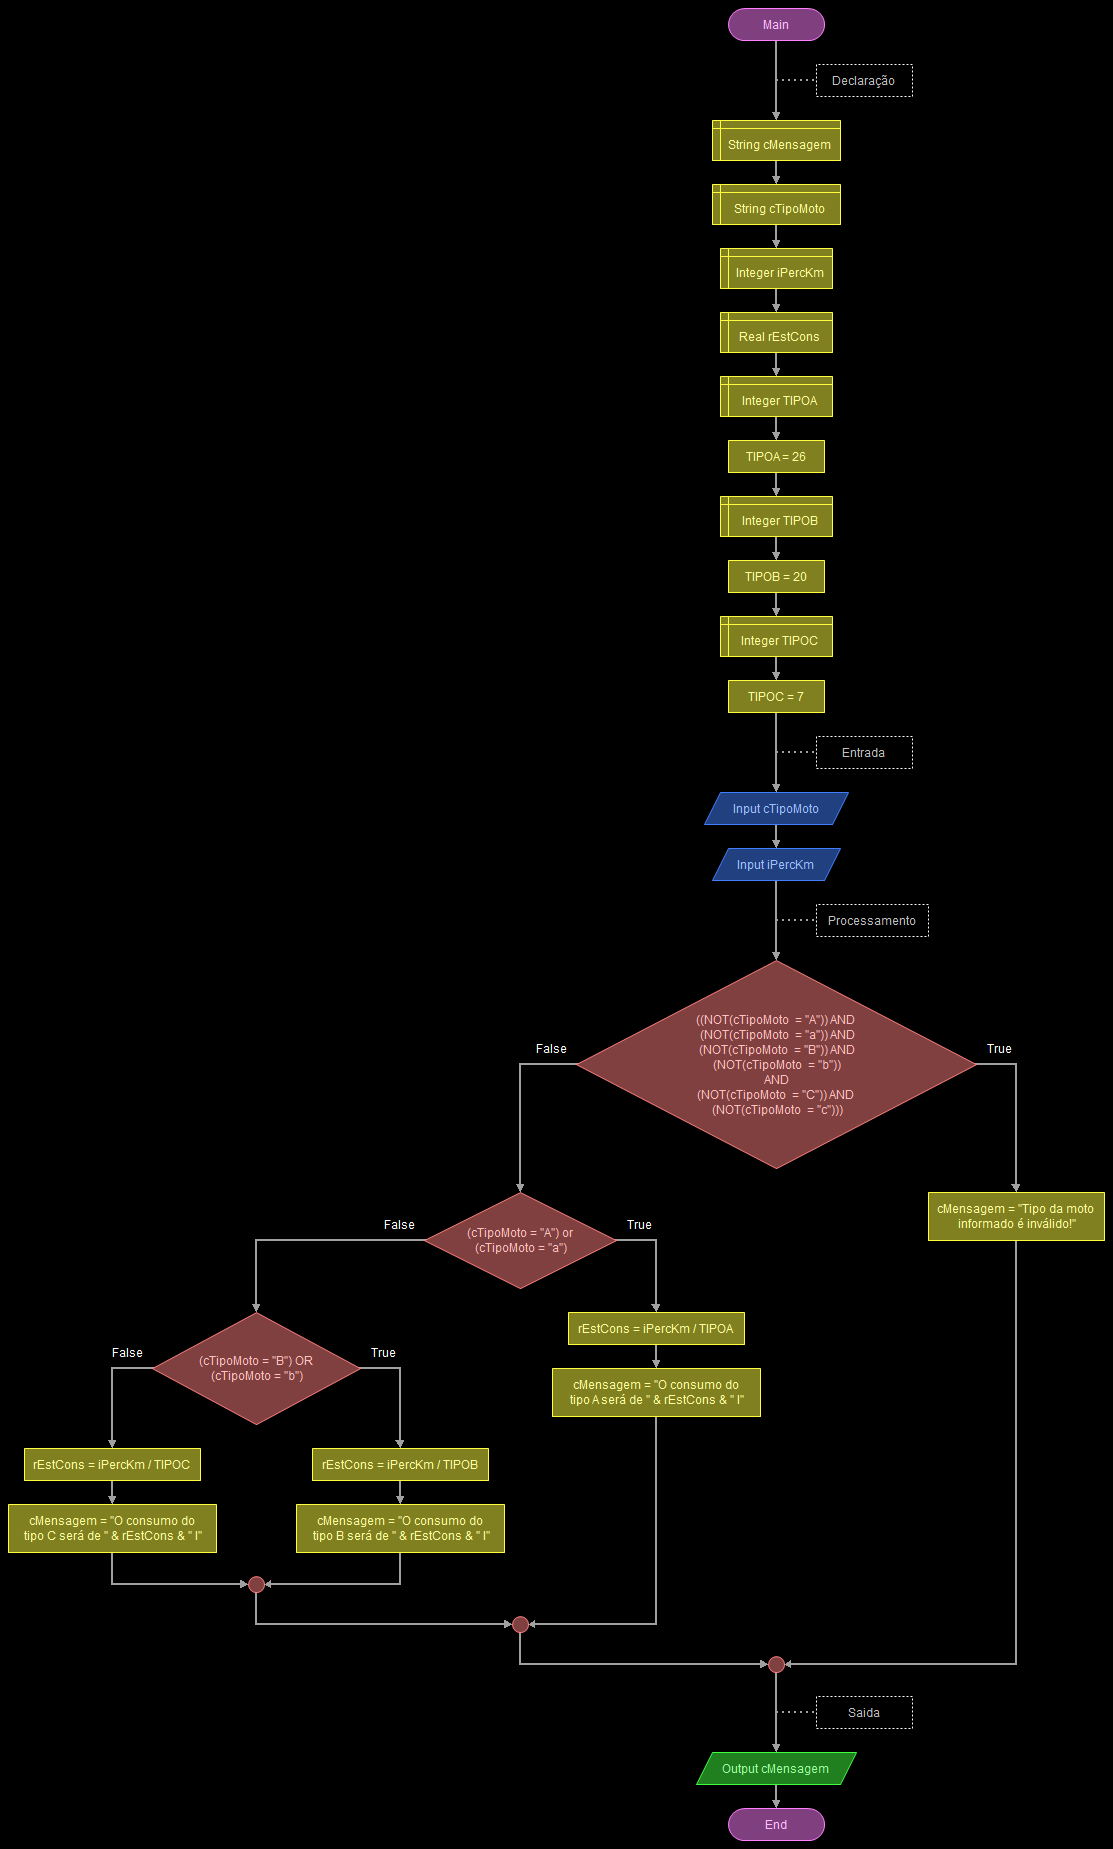 Main
Declaração
String cMensagem
String cTipoMoto
Integer iPercKm
Real rEstCons
Integer TIPOA
TIPOA = 26
Integer TIPOB
TIPOB = 20
Integer TIPOC
TIPOC = 7
Entrada
Input cTipoMoto
Input iPercKm
Processamento
((NOT(cTipoMoto = "A")) AND
(NOT(cTipoMoto = "a")) AND
(NOT(cTipoMoto = "B")) AND
(NOT(cTipoMoto = "b"))
AND
(NOT(cTipoMoto = "C")) AND
(NOT(cTipoMoto = "c")))
False
True
cMensagem = "Tipo da moto
informado é inválido!"
(cTipoMoto = "A") or
(cTipoMoto = "a")
False
True
rEstCons = iPercKm / TIPOA
cMensagem = "O consumo do
tipo A será de " & rEstCons & " l"
(cTipoMoto = "B") OR
(cTipoMoto = "b")
False
True
rEstCons = iPercKm / TIPOC
cMensagem = "O consumo do
tipo C será de " & rEstCons & " l"
rEstCons = iPercKm / TIPOB
cMensagem = "O consumo do
tipo B será de " & rEstCons & " l"
Saida
Output cMensagem
End